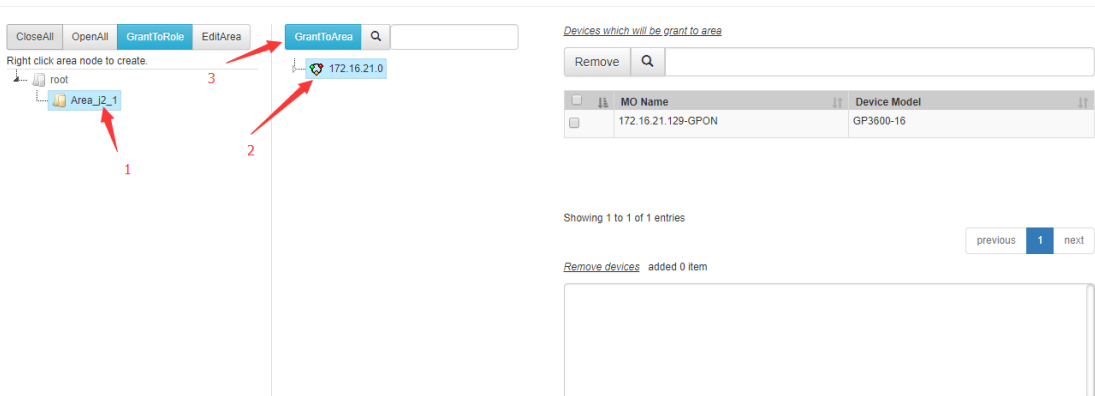 CloseAll OpenAll GrantToRole EditArea
Right click area node to create.
root
Area_j2_1
1
3
GrantToArea
172.16.21.0
2
Devices which will be grant to area
Remove
MO Name Device Model
172.16.21.129-GPON GP3600-16
Showing 1 to 1 of 1 entries
previous 1 next
Remove devices added 0 item